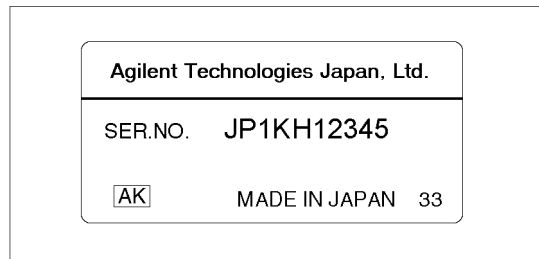 Agilent Technologies Japan, Ltd.
SER.NO. JP1KH12345
AK MADE IN JAPAN 33